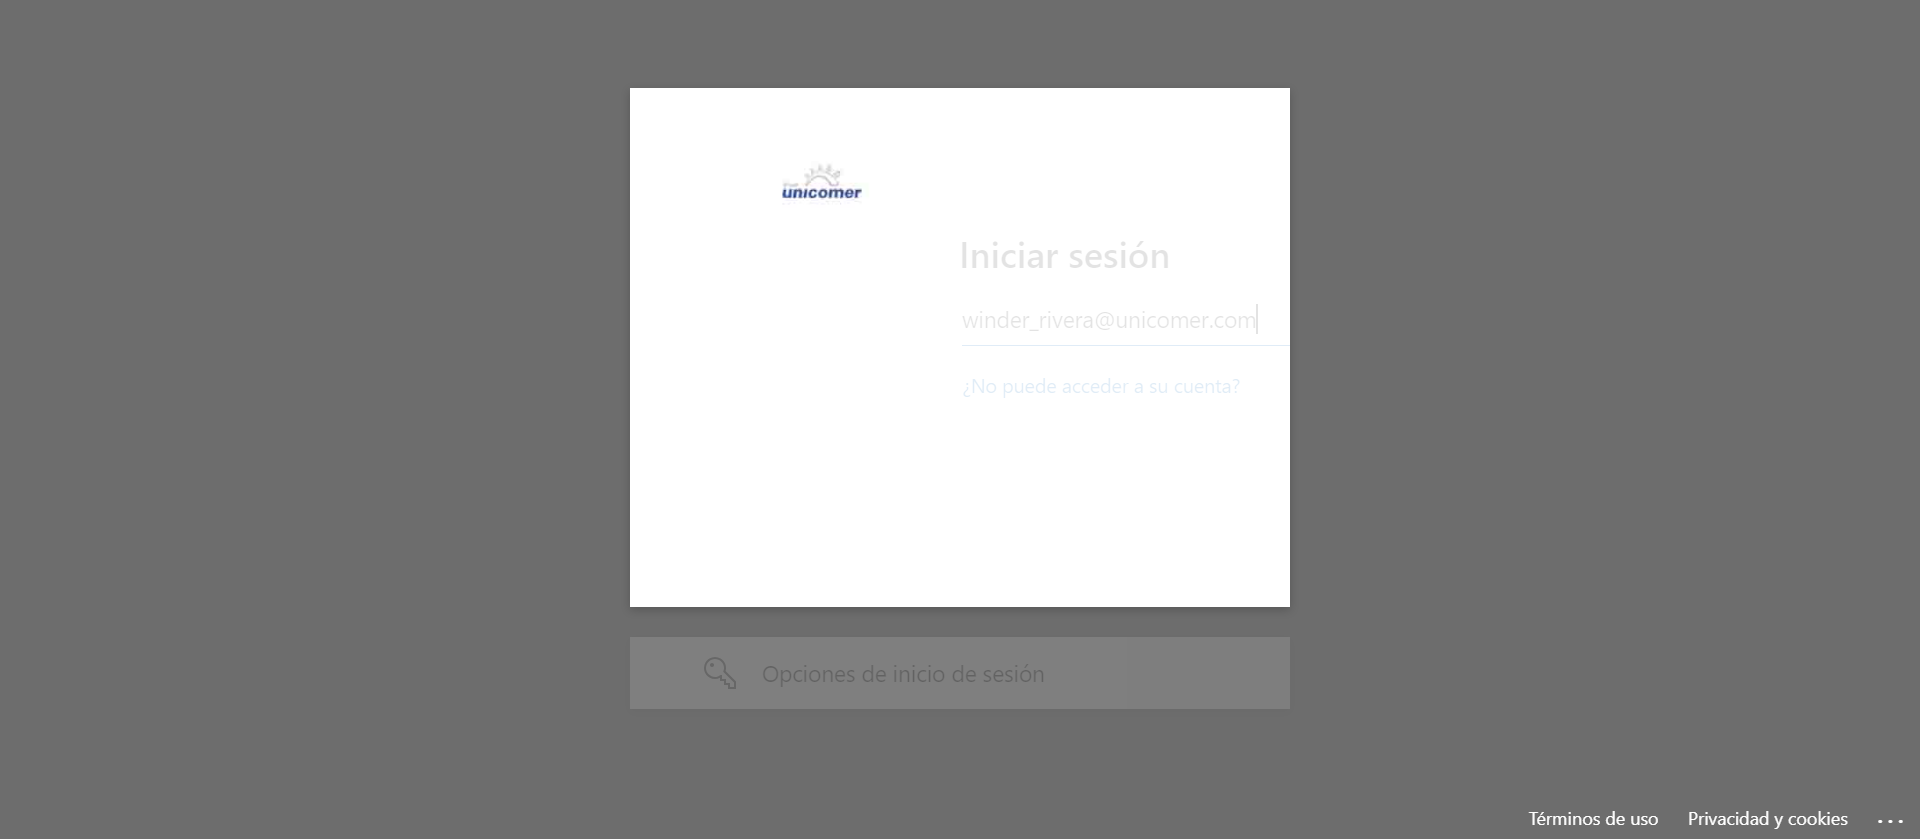 unicomer
Iniciar sesión
winder_rivera@unicomer.com
¿No puede acceder a su cuenta?
Opciones de inicio de sesión
Términos de uso Privacidad y cookies ...